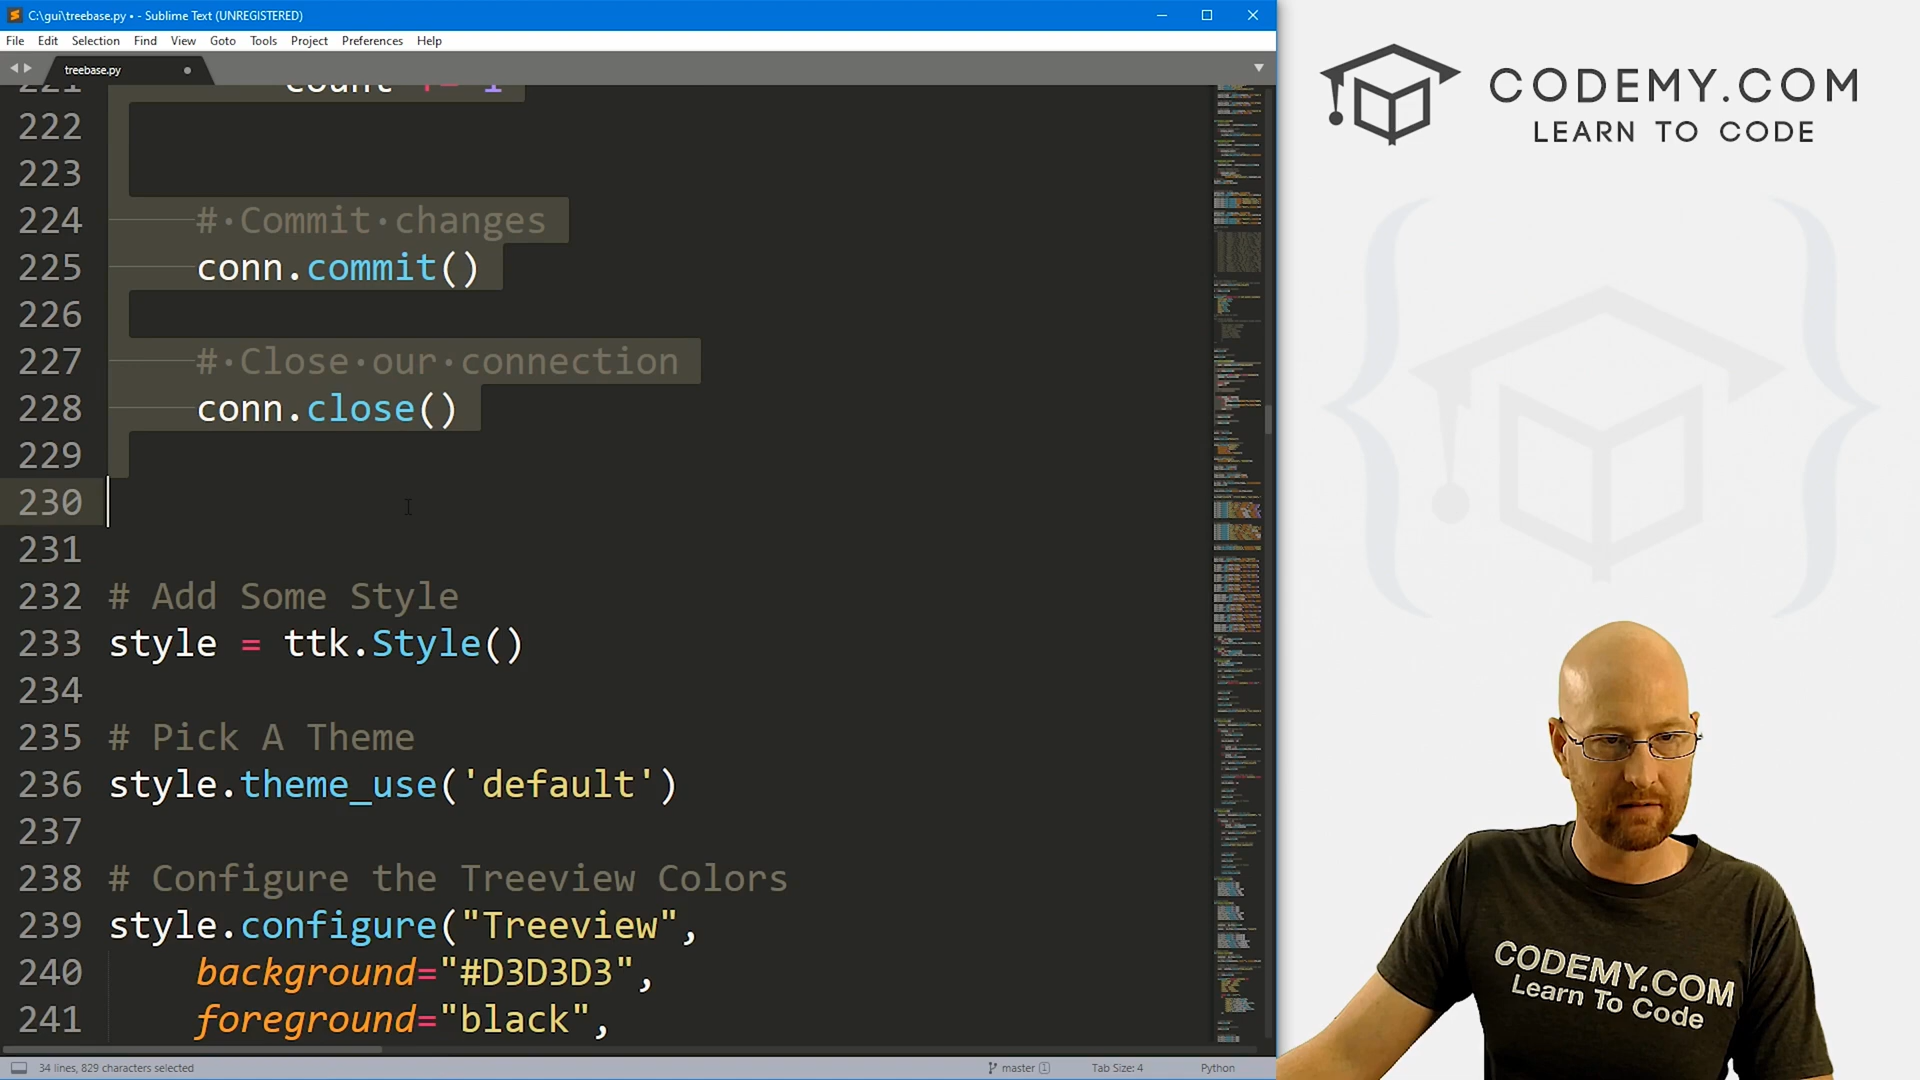 C:\gui\treebase.py • - Sublime Text (UNREGISTERED)
File Edit Selection Find View Goto Tools Project Preferences Help
treebase.py
221 count += 1
222
223
224 # Commit changes
225 conn.commit()
226
227 # Close our connection
228 conn.close()
229
230
231
232 # Add Some Style
233 style = ttk.Style()
234
235 # Pick A Theme
236 style.theme_use('default')
237
238 # Configure the Treeview Colors
239 style.configure("Treeview",
240 background="#D3D3D3",
241 foreground="black",
34 lines, 829 characters selected
master 1
Tab Size: 4
Python
CODEMY.COM
LEARN TO CODE
CODEMY.COM
Learn To Code